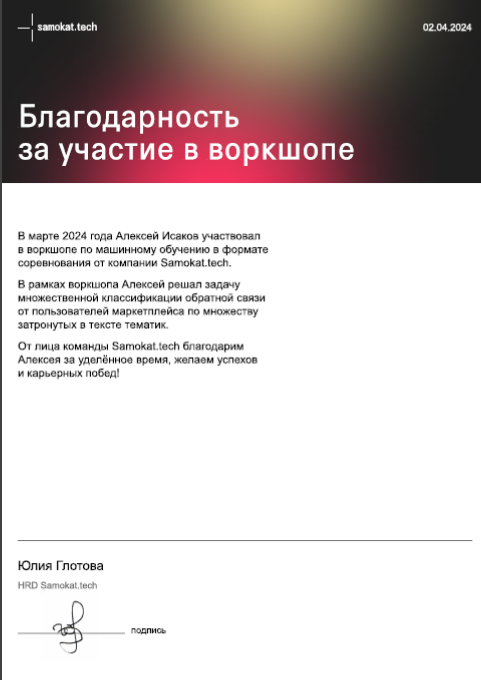 samokat.tech
02.04.2024
Благодарность
за участие в воркшопе
В марте 2024 года Алексей Исаков участвовал
в воркшопе по машинному обучению в формате
соревнования от компании Samokat.tech.
В рамках воркшопа Алексей решал задачу
множественной классификации обратной связи
от пользователей маркетплейса по множеству
затронутых в тексте тематик.
От лица команды Samokat.tech благодарим
Алексея за уделённое время, желаем успехов
и карьерных побед!
Юлия Глотова
HRD Samokat.tech
подпись